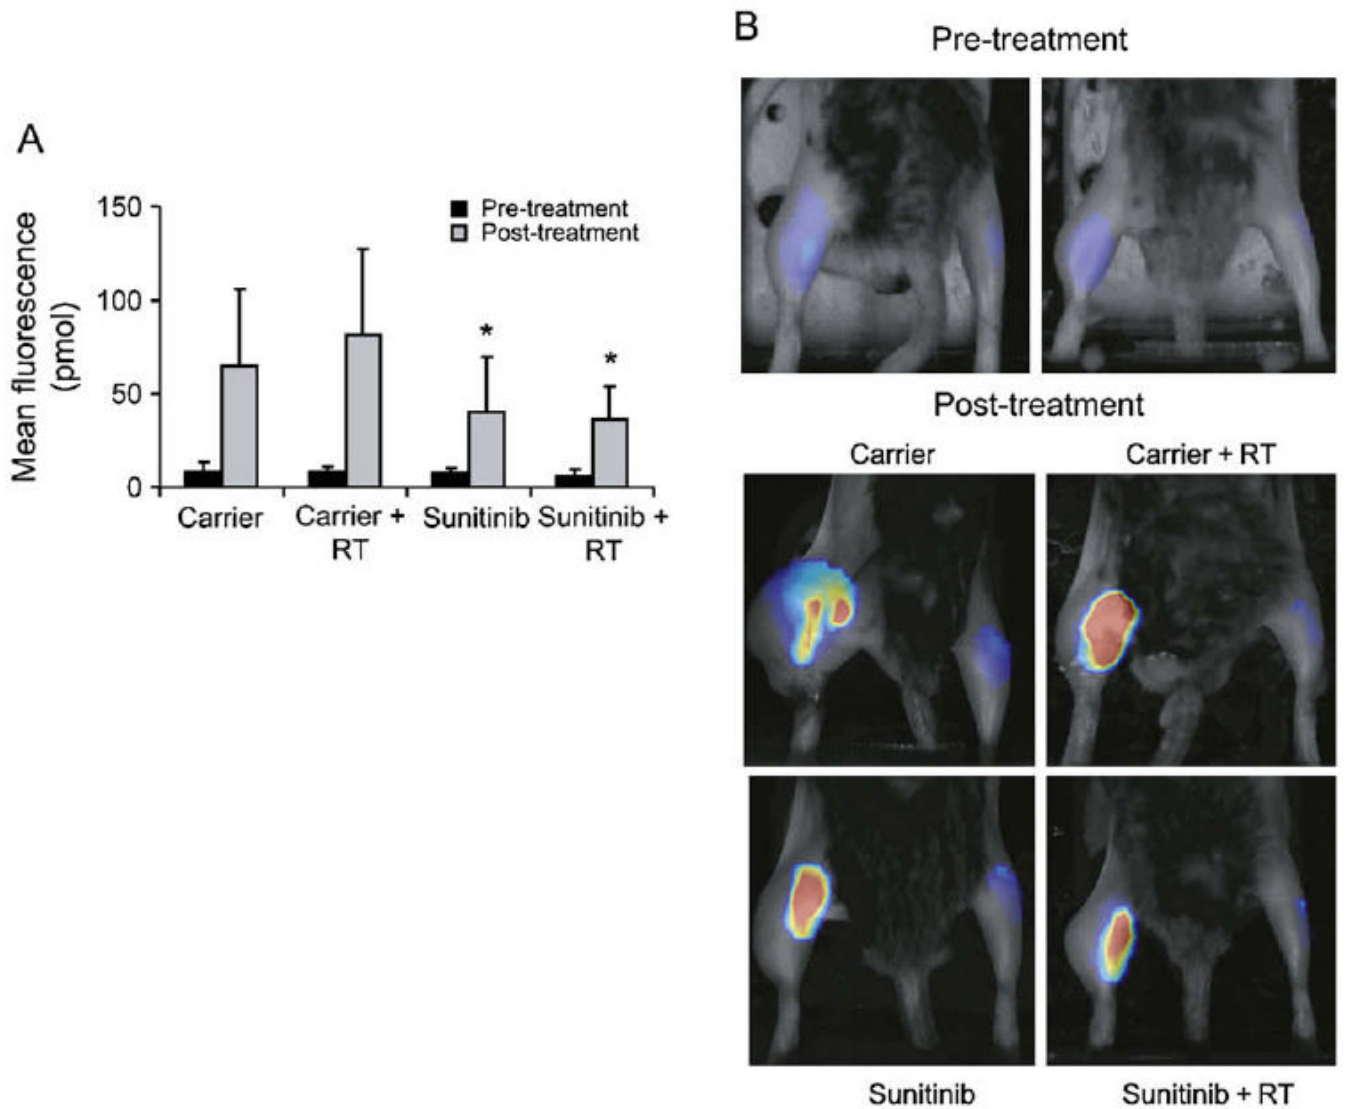 A
Mean fluorescence
(pmol)
150
100
50
0
Pre-treatment
Post-treatment
*
*
Carrier
Carrier +
RT
Sunitinib
Sunitinib +
RT
B
Pre-treatment
Post-treatment
Carrier
Carrier + RT
Sunitinib
Sunitinib + RT